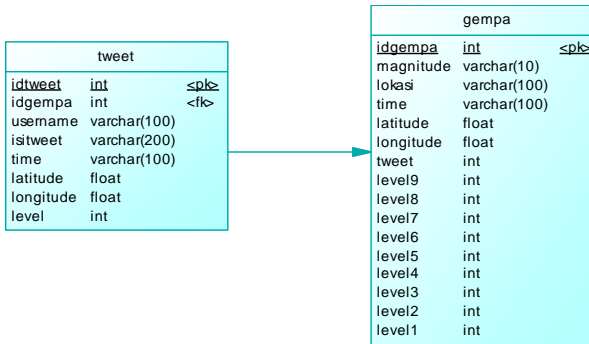 tweet
idtweet int <pk>
idgempa int <fk>
username varchar(100)
isitweet varchar(200)
time varchar(100)
latitude float
longitude float
level int
gempa
idgempa int <pk>
magnitude varchar(10)
lokasi varchar(100)
time varchar(100)
latitude float
longitude float
tweet int
level9 int
level8 int
level7 int
level6 int
level5 int
level4 int
level3 int
level2 int
level1 int